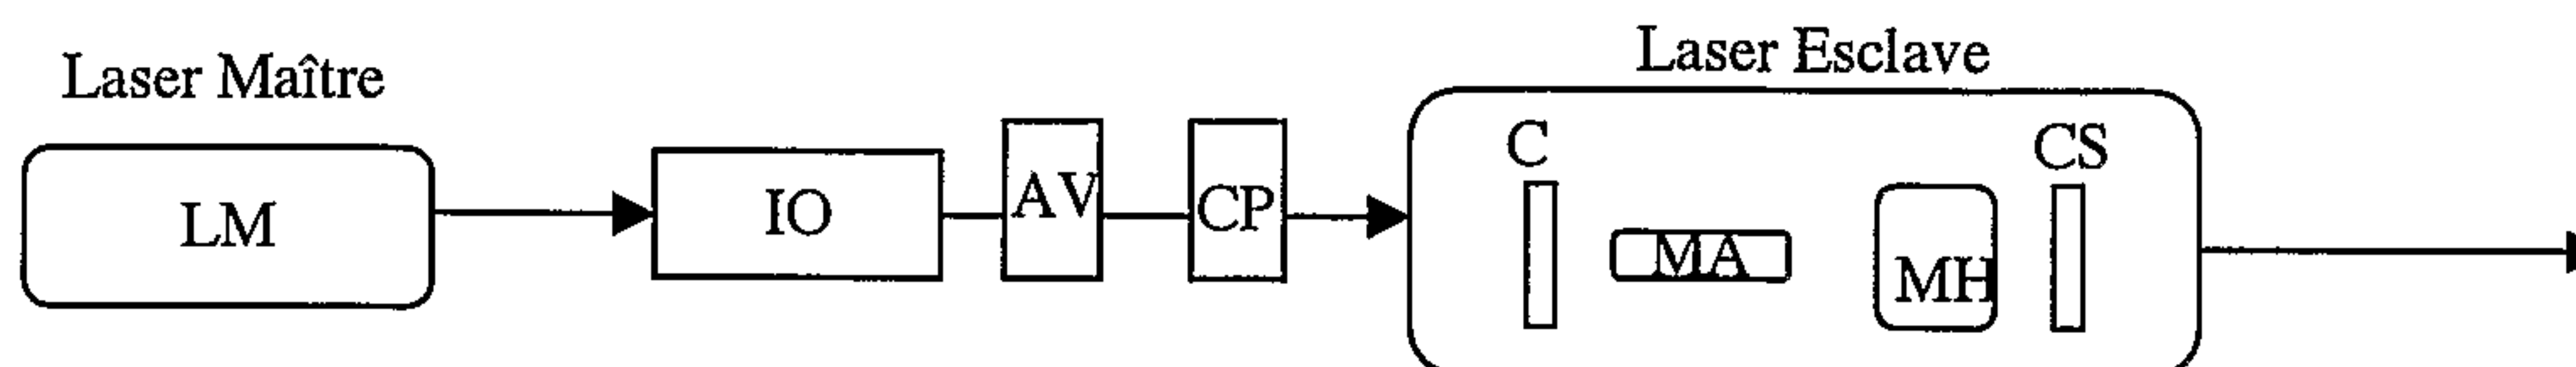 Laser Maître
Laser Esclave
LM
IO
AV
CP
C
MA
MH
CS